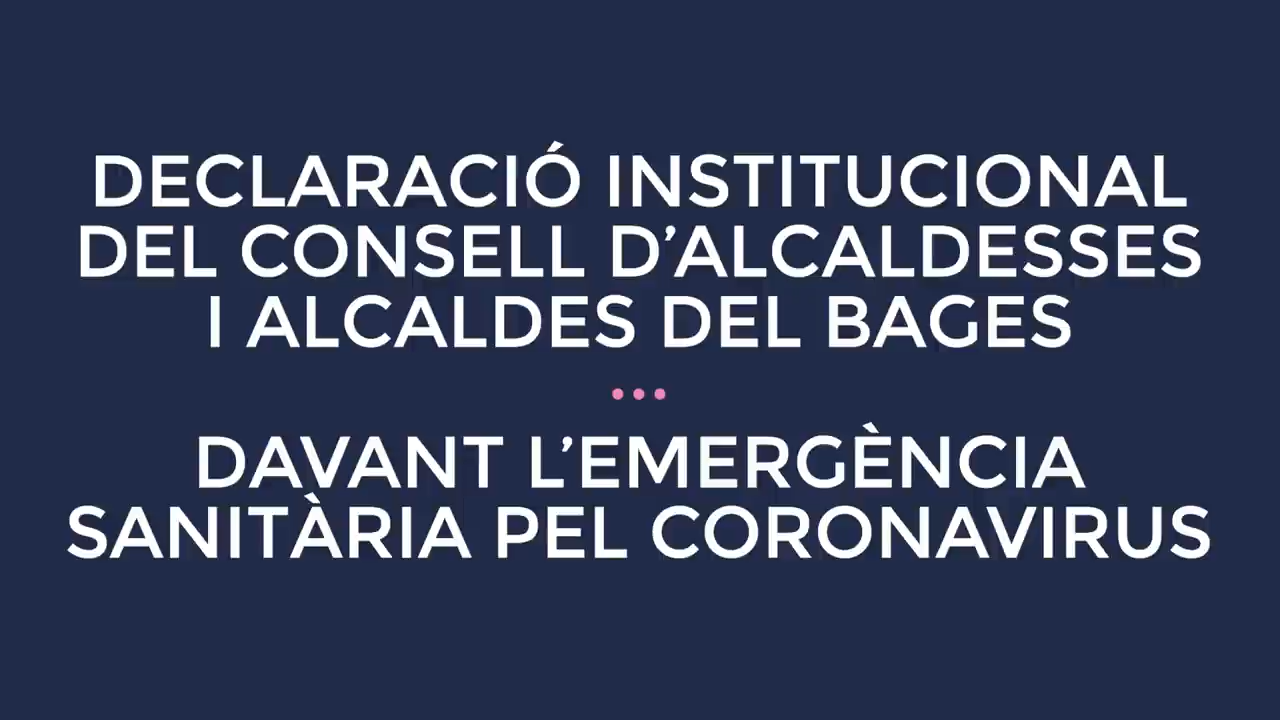 DECLARACIÓ INSTITUCIONAL
DEL CONSELL D’ALCALDESSES
I ALCALDES DEL BAGES
...
DAVANT L’EMERGÈNCIA
SANITÀRIA PEL CORONAVIRUS